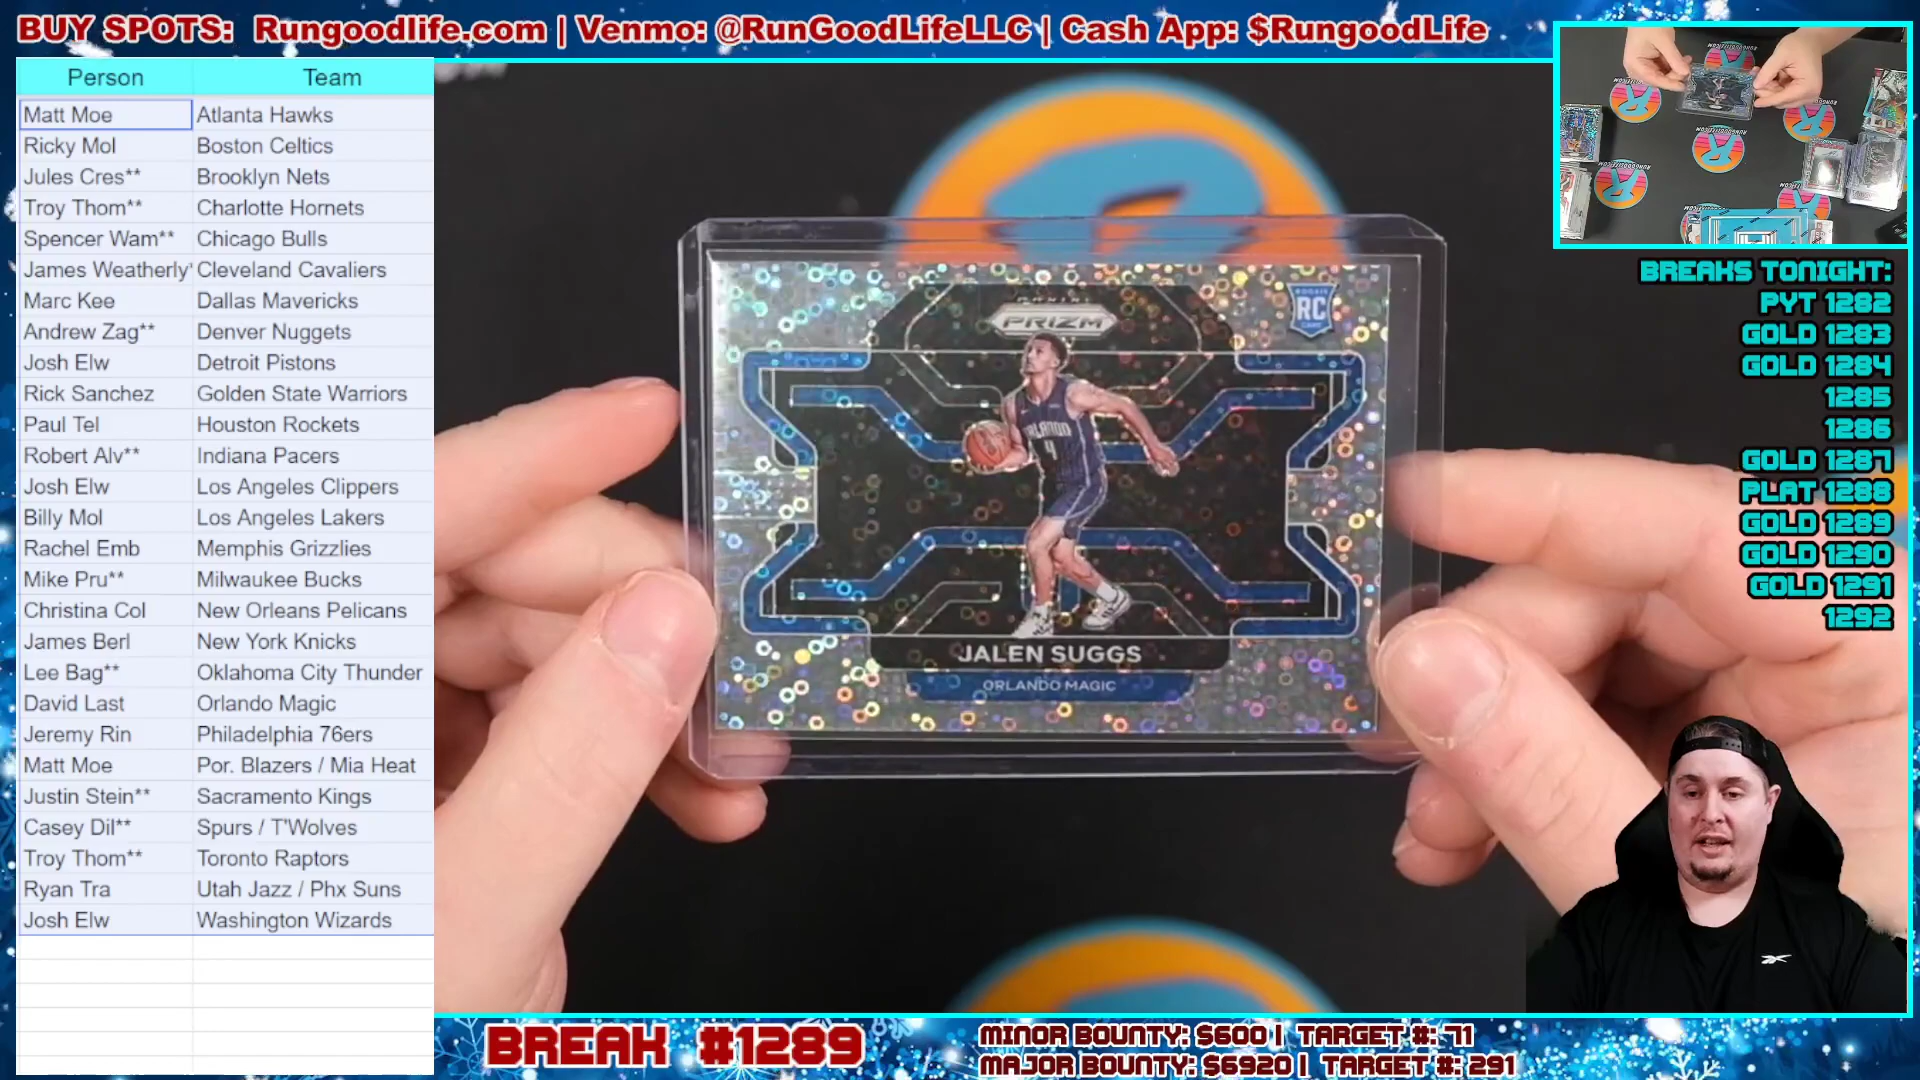 BUY SPOTS: Rungoodlife.com | Venmo: @RunGoodLifeLLC | Cash App: $RungoodLife
Person Team
Matt Moe Atlanta Hawks
Ricky Mol Boston Celtics
Jules Cres** Brooklyn Nets
Troy Thom** Charlotte Hornets
Spencer Wam** Chicago Bulls
James Weatherly* Cleveland Cavaliers
Marc Kee Dallas Mavericks
Andrew Zag** Denver Nuggets
Josh Elw Detroit Pistons
Rick Sanchez Golden State Warriors
Paul Tel Houston Rockets
Robert Alv** Indiana Pacers
Josh Elw Los Angeles Clippers
Billy Mol Los Angeles Lakers
Rachel Emb Memphis Grizzlies
Mike Pru** Milwaukee Bucks
Christina Col New Orleans Pelicans
James Berl New York Knicks
Lee Bag** Oklahoma City Thunder
David Last Orlando Magic
Jeremy Rin Philadelphia 76ers
Matt Moe Por. Blazers / Mia Heat
Justin Stein** Sacramento Kings
Casey Dil** Spurs / T'Wolves
Troy Thom** Toronto Raptors
Ryan Tra Utah Jazz / Phx Suns
Josh Elw Washington Wizards
PANINI
PRIZM
ROOKIE
RC
CARD
ORLANDO
4
JALEN SUGGS
ORLANDO MAGIC
BREAKS TONIGHT:
PYT 1282
GOLD 1283
GOLD 1284
1285
1286
GOLD 1287
PLAT 1288
GOLD 1289
GOLD 1290
GOLD 1291
1292
BREAK #1289
MINOR BOUNTY: $600 | TARGET #: 71
MAJOR BOUNTY: $6920 | TARGET #: 291